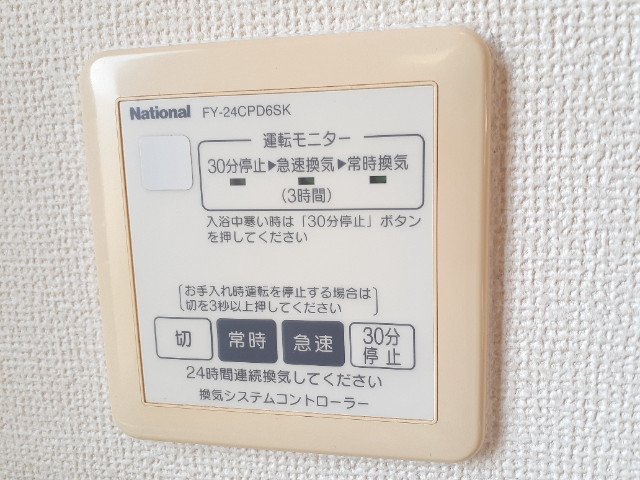 National FY-24CPD6SK
運転モニター
30分停止▶急速換気▶常時換気
(3時間)
入浴中寒い時は「30分停止」ボタン
を押してください
お手入れ時運転を停止する場合は
切を3秒以上押してください
切 常時 急速 30分停止
24時間連続換気してください
換気システムコントローラー